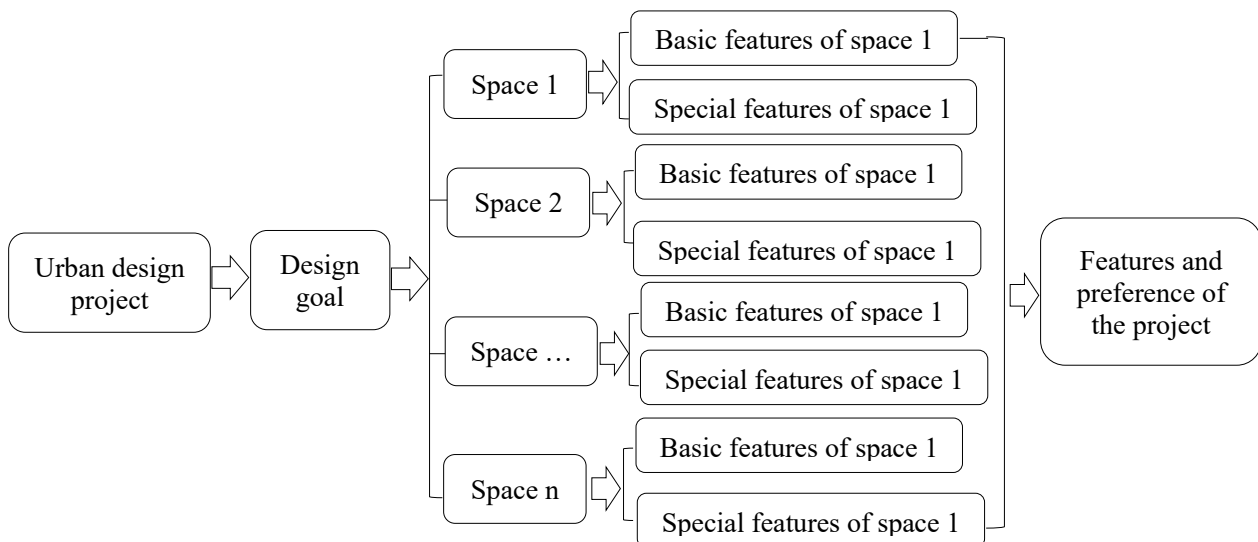 Urban design
project
Design
goal
Space 1
Basic features of space 1
Special features of space 1
Space 2
Basic features of space 1
Special features of space 1
Space …
Basic features of space 1
Special features of space 1
Space n
Basic features of space 1
Special features of space 1
Features and
preference of
the project